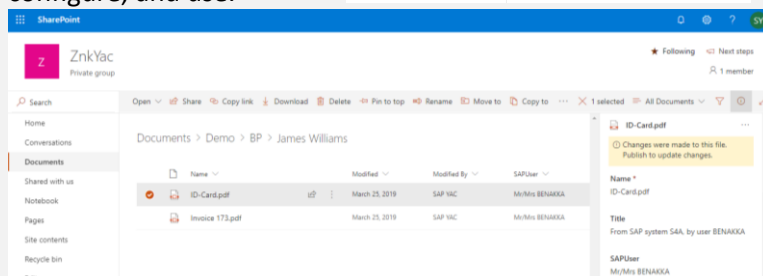 configure, and use.
SharePoint
SY
Z
ZnkYac
Private group
Following
Next steps
1 member
Search
Open
Share
Copy link
Download
Delete
Pin to top
Rename
Move to
Copy to
1 selected
All Documents
Home
Conversations
Documents
Shared with us
Notebook
Pages
Site contents
Recycle bin
Documents > Demo > BP > James Williams
Name Modified Modified By SAPUser
ID-Card.pdf March 25, 2019 SAP YAC Mr/Mrs BENAKKA
Invoice 173.pdf March 25, 2019 SAP YAC Mr/Mrs BENAKKA
ID-Card.pdf
Changes were made to this file.
Publish to update changes.
Name *
ID-Card.pdf
Title
From SAP system S4A, by user BENAKKA
SAPUser
Mr/Mrs BENAKKA